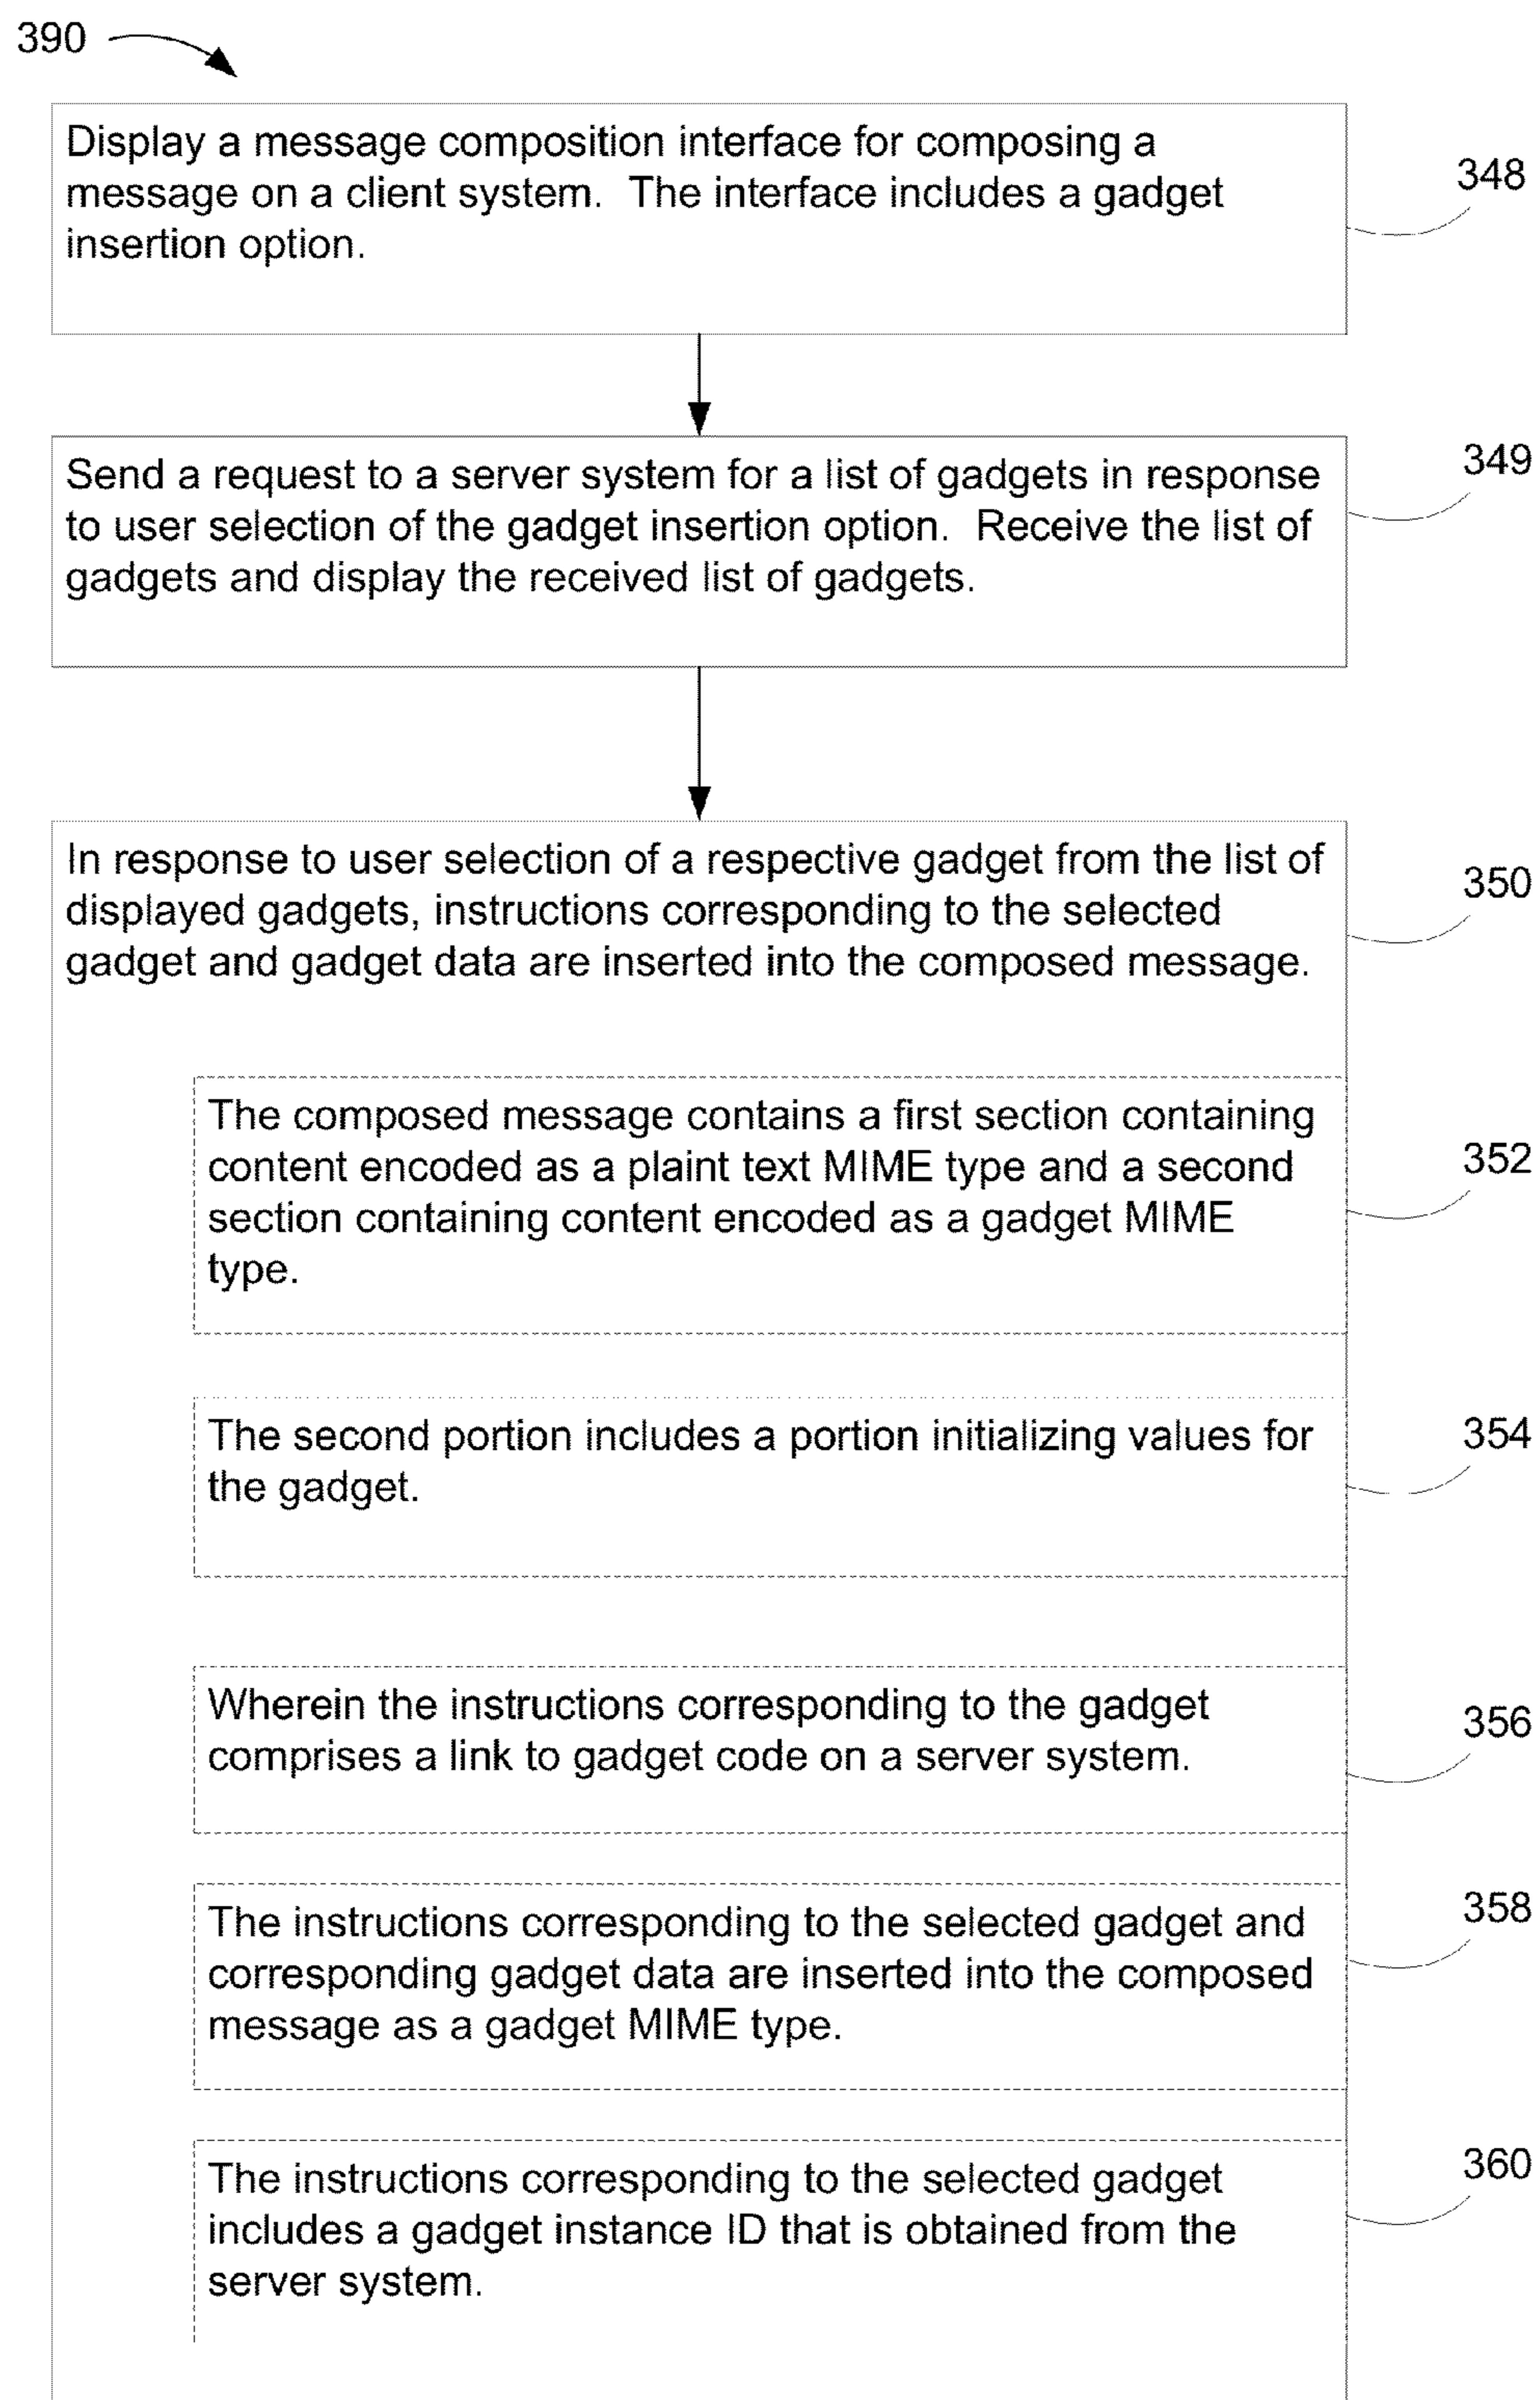 390
Display a message composition interface for composing a
message on a client system.  The interface includes a gadget
insertion option.
348
Send a request to a server system for a list of gadgets in response
to user selection of the gadget insertion option.  Receive the list of
gadgets and display the received list of gadgets.
349
In response to user selection of a respective gadget from the list of
displayed gadgets, instructions corresponding to the selected
gadget and gadget data are inserted into the composed message.
350
The composed message contains a first section containing
content encoded as a plaint text MIME type and a second
section containing content encoded as a gadget MIME
type.
352
The second portion includes a portion initializing values for
the gadget.
354
Wherein the instructions corresponding to the gadget
comprises a link to gadget code on a server system.
356
The instructions corresponding to the selected gadget and
corresponding gadget data are inserted into the composed
message as a gadget MIME type.
358
The instructions corresponding to the selected gadget
includes a gadget instance ID that is obtained from the
server system.
360